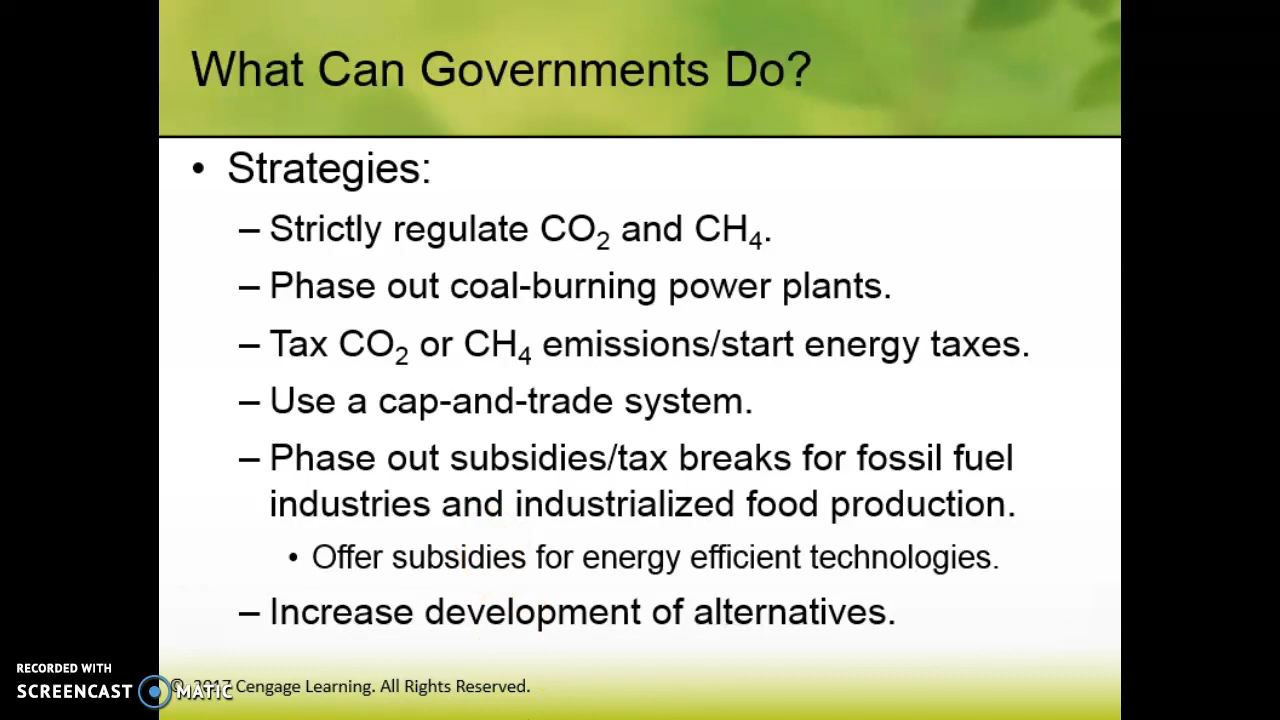 What Can Governments Do?
• Strategies:
– Strictly regulate CO₂ and CH₄.
– Phase out coal-burning power plants.
– Tax CO₂ or CH₄ emissions/start energy taxes.
– Use a cap-and-trade system.
– Phase out subsidies/tax breaks for fossil fuel
industries and industrialized food production.
• Offer subsidies for energy efficient technologies.
– Increase development of alternatives.
RECORDED WITH
SCREENCAST MATIC
© 2017 Cengage Learning. All Rights Reserved.